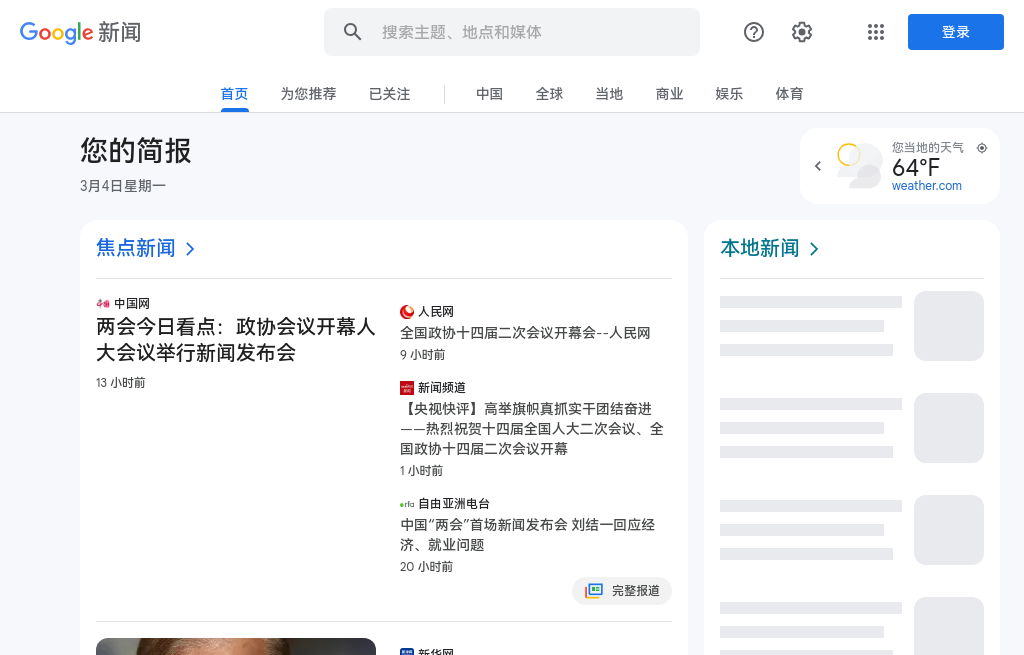 Google 新闻
搜索主题、地点和媒体
登录
首页
为您推荐
已关注
中国
全球
当地
商业
娱乐
体育
您的简报
3月4日星期一
您当地的天气
64°F
weather.com
焦点新闻
中国网
两会今日看点：政协会议开幕人
大会议举行新闻发布会
13 小时前
人民网
全国政协十四届二次会议开幕会--人民网
9 小时前
新闻频道
【央视快评】高举旗帜真抓实干团结奋进
——热烈祝贺十四届全国人大二次会议、全
国政协十四届二次会议开幕
1 小时前
rfa 自由亚洲电台
中国“两会”首场新闻发布会 刘结一回应经
济、就业问题
20 小时前
完整报道
新华网
本地新闻